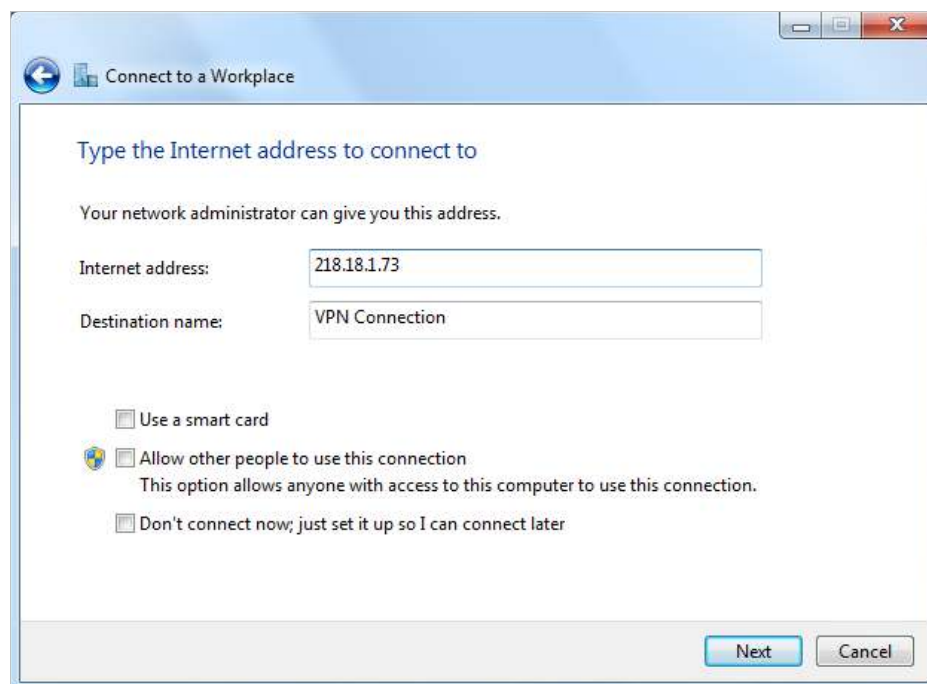 Connect to a Workplace
Type the Internet address to connect to
Your network administrator can give you this address.
Internet address: 218.18.1.73
Destination name: VPN Connection
Use a smart card
Allow other people to use this connection
This option allows anyone with access to this computer to use this connection.
Don't connect now; just set it up so I can connect later
Next Cancel